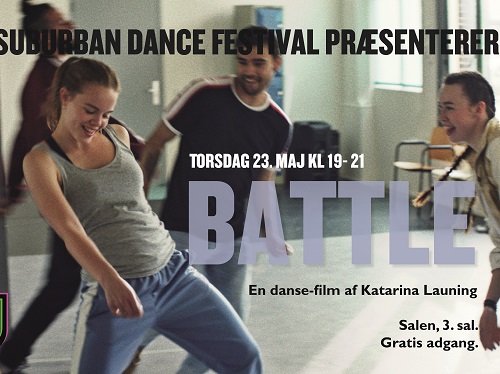 SUBURBAN DANCE FESTIVAL PRÆSENTERER
TORSDAG 23. MAJ KL 19- 21
BATTLE
En danse-film af Katarina Launing
Salen, 3. sal.
Gratis adgang.